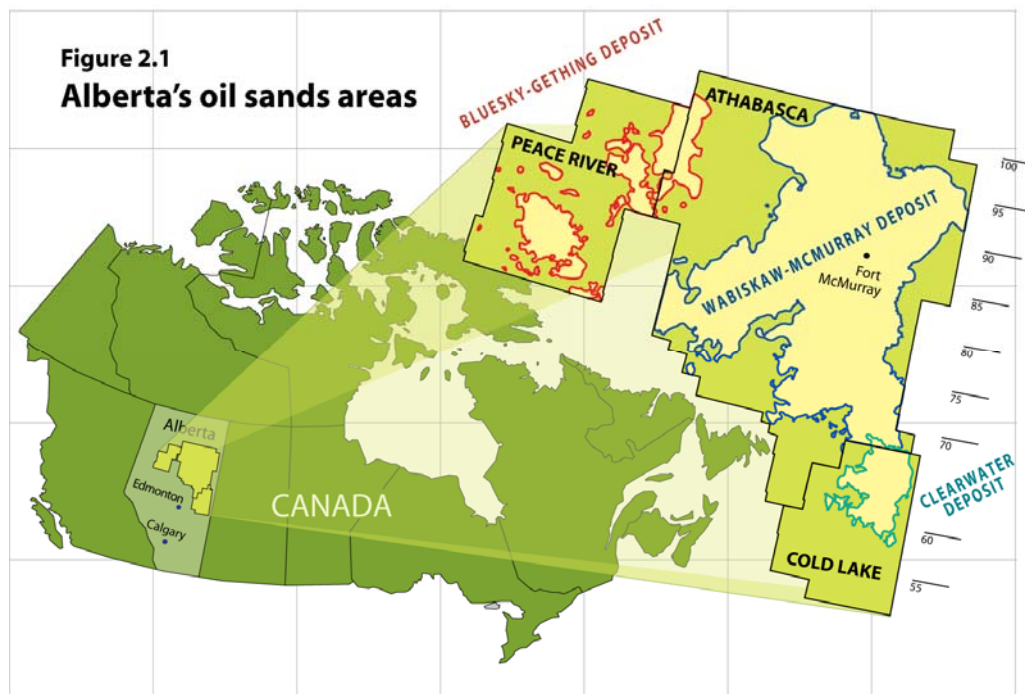 Figure 2.1
Alberta's oil sands areas
BLUESKY-GETHING DEPOSIT
PEACE RIVER
ATHABASCA
WABISKAW-MCMURRAY DEPOSIT
Fort
McMurray
100
95
90
85
80
75
70
60
55
CLEARWATER
DEPOSIT
COLD LAKE
Alberta
Edmonton
Calgary
CANADA